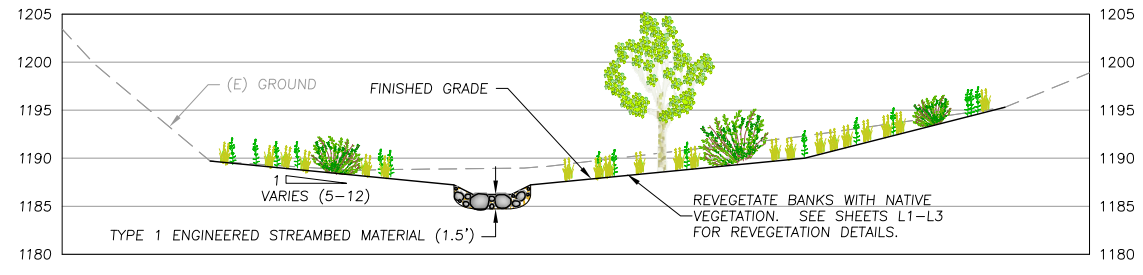 1205
1200
1195
1190
1185
1180
(E) GROUND
FINISHED GRADE
1
VARIES (5-12)
TYPE 1 ENGINEERED STREAMBED MATERIAL (1.5')
REVEGETATE BANKS WITH NATIVE
VEGETATION. SEE SHEETS L1-L3
FOR REVEGETATION DETAILS.
1205
1200
1195
1190
1185
1180